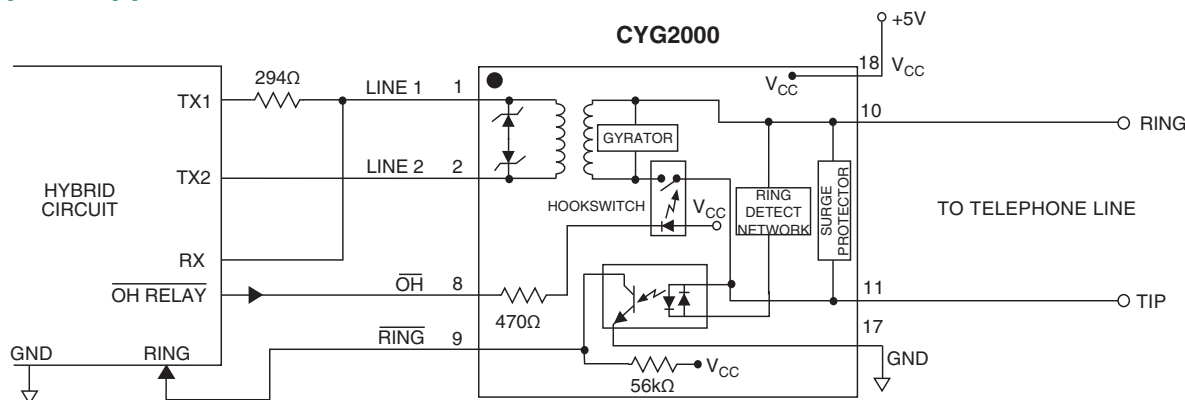 +5V
CYG2000
18
VCC
VCC
294Ω
TX1
LINE 1
1
10
RING
GYRATOR
TX2
LINE 2
2
HYBRID
CIRCUIT
HOOKSWITCH
VCC
RING
DETECT
NETWORK
SURGE
PROTECTOR
TO TELEPHONE LINE
RX
OH RELAY
OH
8
470Ω
11
TIP
RING
9
17
GND
GND
RING
56kΩ
VCC